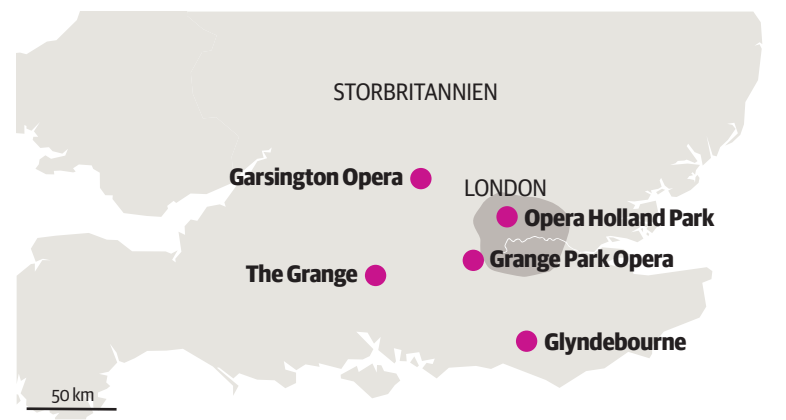 STORBRITANNIEN
Garsington Opera
LONDON
Opera Holland Park
Grange Park Opera
The Grange
Glyndebourne
50 km